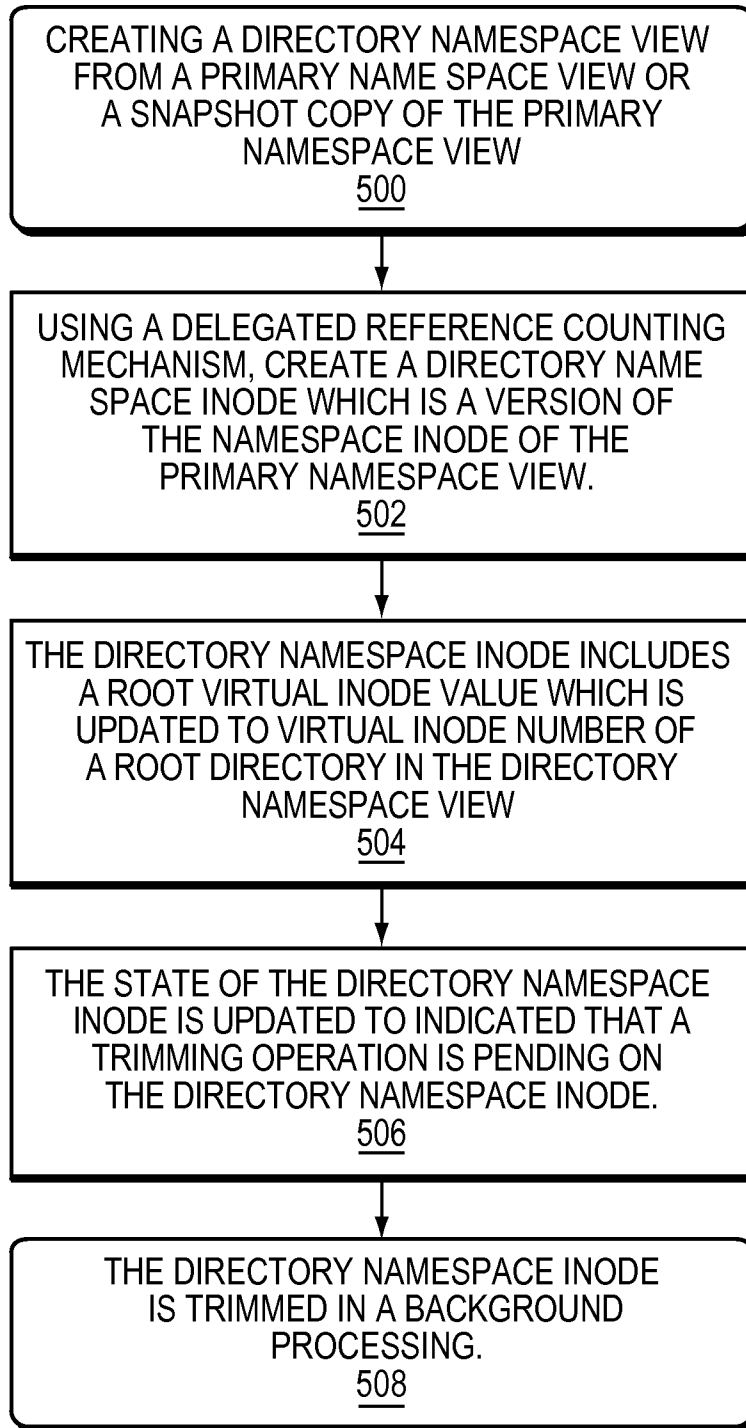 CREATING A DIRECTORY NAMESPACE VIEW
FROM A PRIMARY NAME SPACE VIEW OR
A SNAPSHOT COPY OF THE PRIMARY
NAMESPACE VIEW
500
USING A DELEGATED REFERENCE COUNTING
MECHANISM, CREATE A DIRECTORY NAME
SPACE INODE WHICH IS A VERSION OF
THE NAMESPACE INODE OF THE
PRIMARY NAMESPACE VIEW.
502
THE DIRECTORY NAMESPACE INODE INCLUDES
A ROOT VIRTUAL INODE VALUE WHICH IS
UPDATED TO VIRTUAL INODE NUMBER OF
A ROOT DIRECTORY IN THE DIRECTORY
NAMESPACE VIEW
504
THE STATE OF THE DIRECTORY NAMESPACE
INODE IS UPDATED TO INDICATED THAT A
TRIMMING OPERATION IS PENDING ON
THE DIRECTORY NAMESPACE INODE.
506
THE DIRECTORY NAMESPACE INODE
IS TRIMMED IN A BACKGROUND
PROCESSING.
508